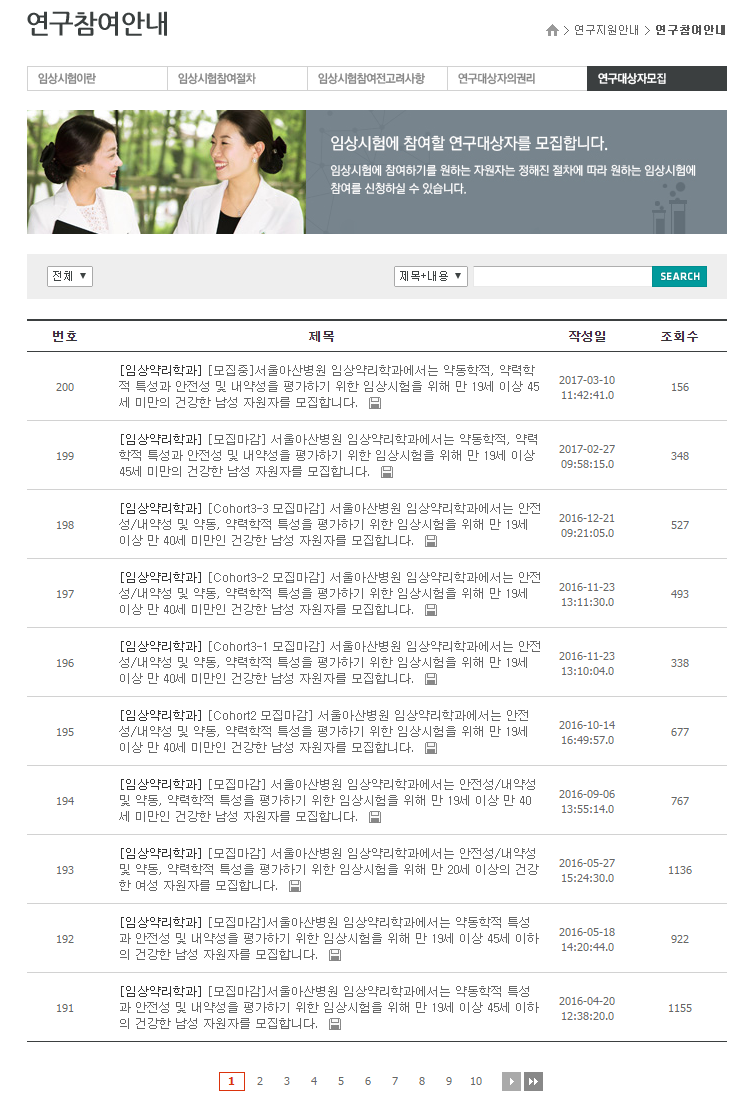 연구참여안내
> 연구지원안내 > 연구참여안내
임상시험이란 임상시험참여절차 임상시험참여전고려사항 연구대상자의권리 연구대상자모집
임상시험에 참여할 연구대상자를 모집합니다.
임상시험에 참여하기를 원하는 자원자는 정해진 절차에 따라 원하는 임상시험에
참여를 신청하실 수 있습니다.
전체 ▼ 제목+내용 ▼ SEARCH
번호 제목 작성일 조회수
[임상약리학과] [모집중]서울아산병원 임상약리학과에서는 약동학적, 약력학
200 적 특성과 안전성 및 내약성을 평가하기 위한 임상시험을 위해 만 19세 이상 45 2017-03-10 156
세 미만의 건강한 남성 자원자를 모집합니다. 11:42:41.0
[임상약리학과] [모집마감] 서울아산병원 임상약리학과에서는 약동학적, 약력
199 학적 특성과 안전성 및 내약성을 평가하기 위한 임상시험을 위해 만 19세 이상 2017-02-27 348
45세 미만의 건강한 남성 자원자를 모집합니다. 09:58:15.0
[임상약리학과] [Cohort3-3 모집마감] 서울아산병원 임상약리학과에서는 안전
198 성/내약성 및 약동, 약력학적 특성을 평가하기 위한 임상시험을 위해 만 19세 2016-12-21 527
이상 만 40세 미만인 건강한 남성 자원자를 모집합니다. 09:21:05.0
[임상약리학과] [Cohort3-2 모집마감] 서울아산병원 임상약리학과에서는 안전
197 성/내약성 및 약동, 약력학적 특성을 평가하기 위한 임상시험을 위해 만 19세 2016-11-23 493
이상 만 40세 미만인 건강한 남성 자원자를 모집합니다. 13:11:30.0
[임상약리학과] [Cohort3-1 모집마감] 서울아산병원 임상약리학과에서는 안전
196 성/내약성 및 약동, 약력학적 특성을 평가하기 위한 임상시험을 위해 만 19세 2016-11-23 338
이상 만 40세 미만인 건강한 남성 자원자를 모집합니다. 13:10:04.0
[임상약리학과] [Cohort2 모집마감] 서울아산병원 임상약리학과에서는 안전
195 성/내약성 및 약동, 약력학적 특성을 평가하기 위한 임상시험을 위해 만 19세 2016-10-14 677
이상 만 40세 미만인 건강한 남성 자원자를 모집합니다. 16:49:57.0
[임상약리학과] [모집마감] 서울아산병원 임상약리학과에서는 안전성/내약성
194 및 약동, 약력학적 특성을 평가하기 위한 임상시험을 위해 만 19세 이상 만 40 2016-09-06 767
세 미만인 건강한 남성 자원자를 모집합니다. 13:55:14.0
[임상약리학과] [모집마감] 서울아산병원 임상약리학과에서는 안전성/내약성
193 및 약동, 약력학적 특성을 평가하기 위한 임상시험을 위해 만 20세 이상의 건강 2016-05-27 1136
한 여성 자원자를 모집합니다. 15:24:30.0
[임상약리학과] [모집마감]서울아산병원 임상약리학과에서는 약동학적 특성
192 과 안전성 및 내약성을 평가하기 위한 임상시험을 위해 만 19세 이상 45세 이하 2016-05-18 922
의 건강한 남성 자원자를 모집합니다. 14:20:44.0
[임상약리학과] [모집마감]서울아산병원 임상약리학과에서는 약동학적 특성
191 과 안전성 및 내약성을 평가하기 위한 임상시험을 위해 만 19세 이상 45세 이하 2016-04-20 1155
의 건강한 남성 자원자를 모집합니다. 12:38:20.0
1 2 3 4 5 6 7 8 9 10